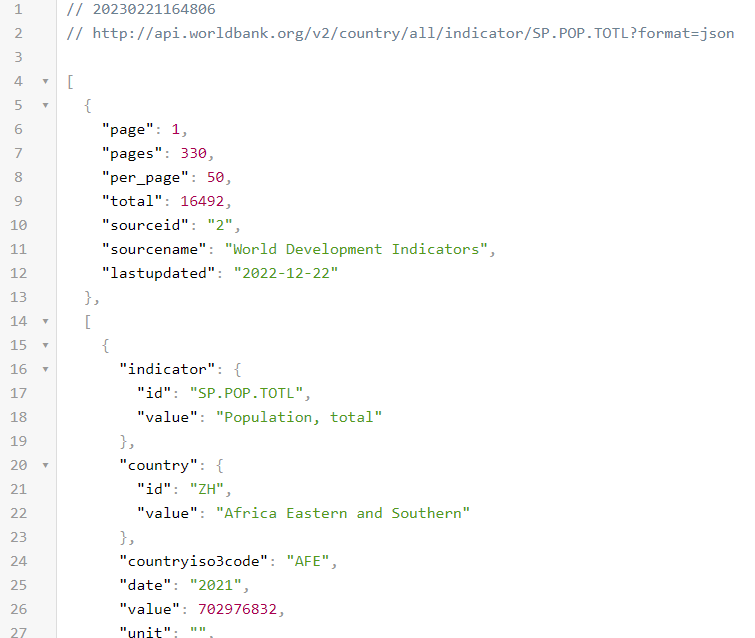 1 // 20230221164806
2 // http://api.worldbank.org/v2/country/all/indicator/SP.POP.TOTL?format=json
3
4 [
5 {
6 "page": 1,
7 "pages": 330,
8 "per_page": 50,
9 "total": 16492,
10 "sourceid": "2",
11 "sourcename": "World Development Indicators",
12 "lastupdated": "2022-12-22"
13 },
14 [
15 {
16 "indicator": {
17 "id": "SP.POP.TOTL",
18 "value": "Population, total"
19 },
20 "country": {
21 "id": "ZH",
22 "value": "Africa Eastern and Southern"
23 },
24 "countryiso3code": "AFE",
25 "date": "2021",
26 "value": 702976832,
27 "unit": "",